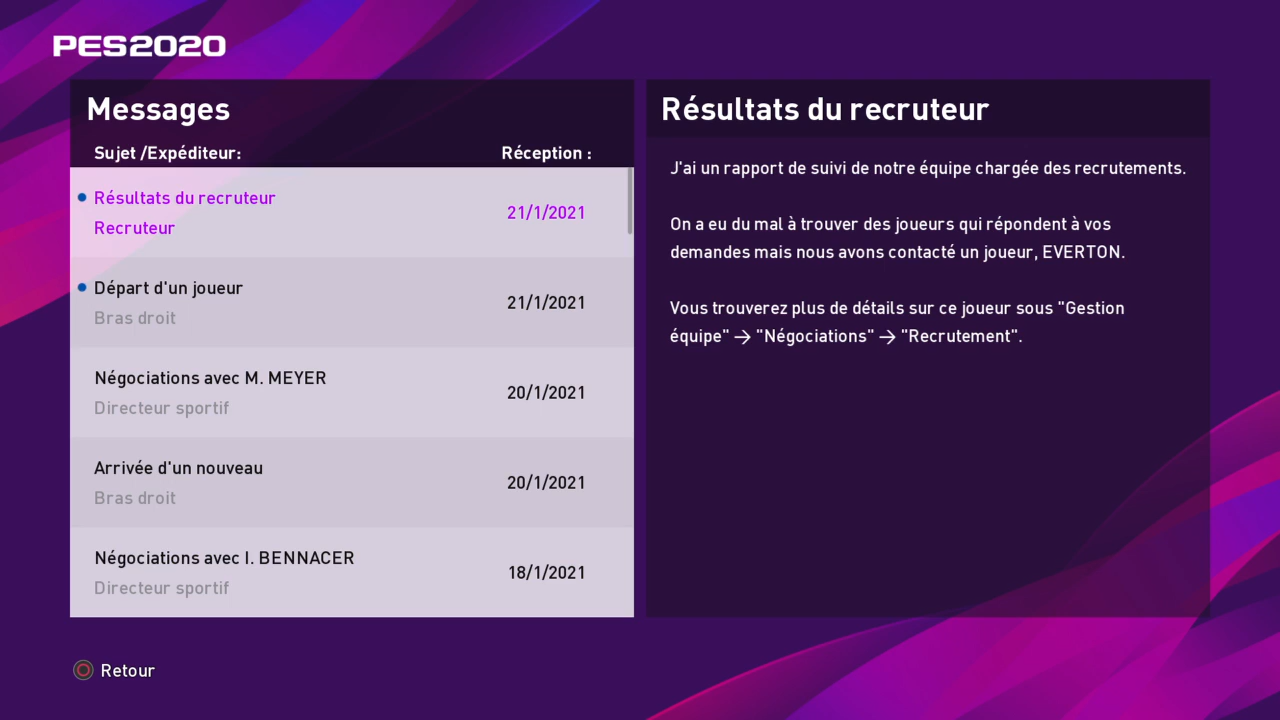 PES2020
Messages
Sujet /Expéditeur: Réception :
Résultats du recruteur
Recruteur
21/1/2021
Départ d'un joueur
Bras droit
21/1/2021
Négociations avec M. MEYER
Directeur sportif
20/1/2021
Arrivée d'un nouveau
Bras droit
20/1/2021
Négociations avec I. BENNACER
Directeur sportif
18/1/2021
Résultats du recruteur
J'ai un rapport de suivi de notre équipe chargée des recrutements.
On a eu du mal à trouver des joueurs qui répondent à vos
demandes mais nous avons contacté un joueur, EVERTON.
Vous trouverez plus de détails sur ce joueur sous "Gestion
équipe" → "Négociations" → "Recrutement".
Retour